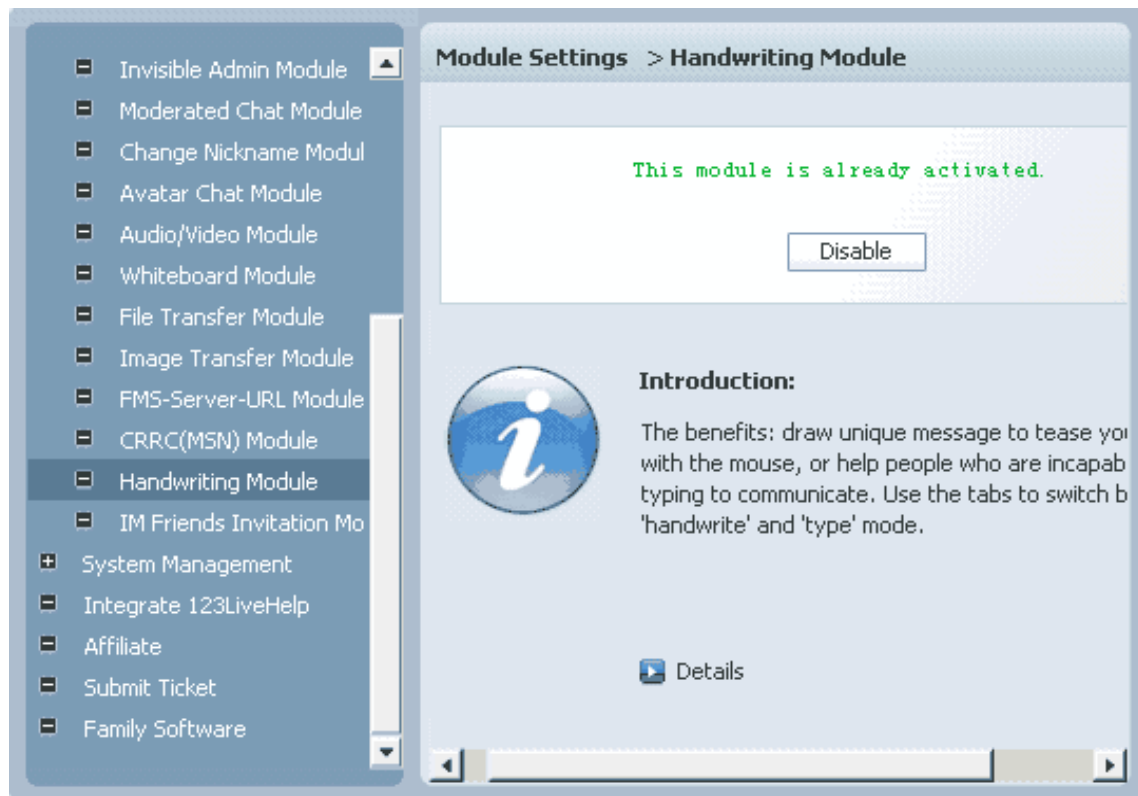 Invisible Admin Module
Moderated Chat Module
Change Nickname Modul
Avatar Chat Module
Audio/Video Module
Whiteboard Module
File Transfer Module
Image Transfer Module
FMS-Server-URL Module
CRRC(MSN) Module
Handwriting Module
IM Friends Invitation Mo
System Management
Integrate 123LiveHelp
Affiliate
Submit Ticket
Family Software
Module Settings > Handwriting Module
This module is already activated.
Disable
Introduction:
The benefits: draw unique message to tease you
with the mouse, or help people who are incapab
typing to communicate. Use the tabs to switch b
'handwrite' and 'type' mode.
Details